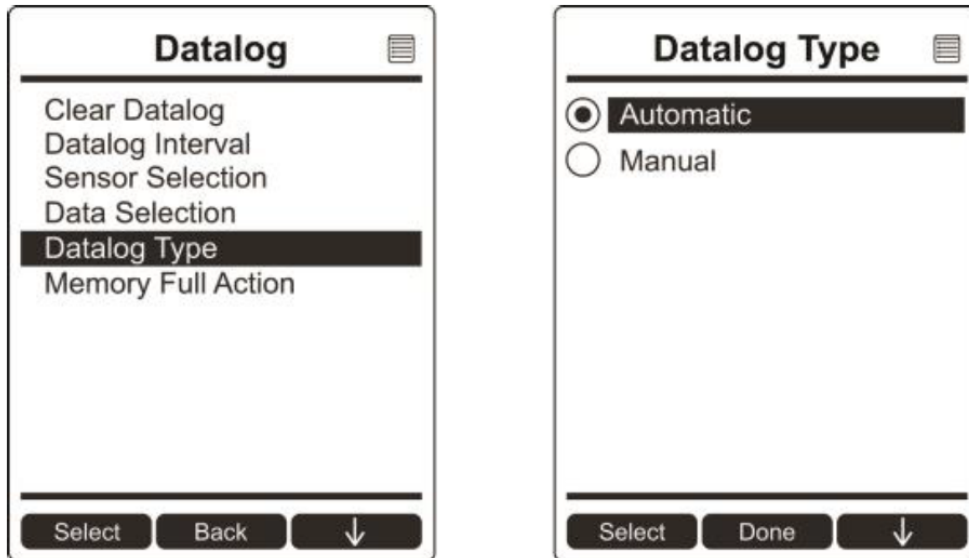 Datalog
Clear Datalog
Datalog Interval
Sensor Selection
Data Selection
Datalog Type
Memory Full Action
Select Back ↓
Datalog Type
Automatic
Manual
Select Done ↓